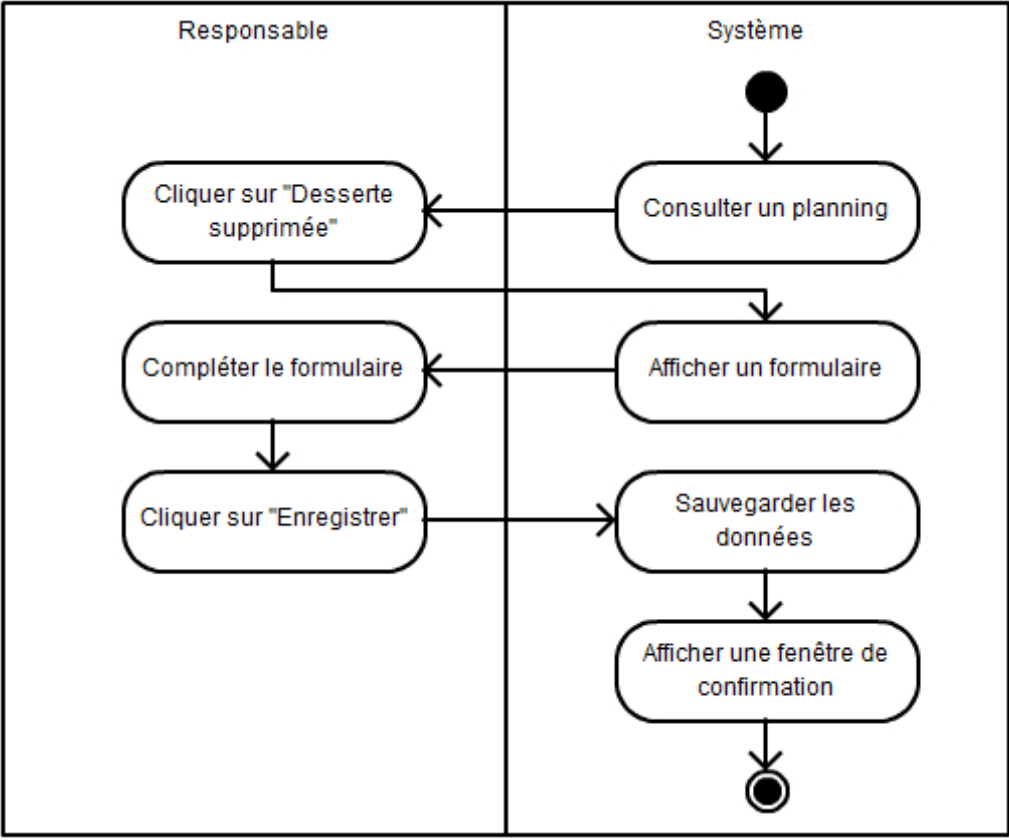 Responsable
Système
Consulter un planning
Cliquer sur "Desserte
supprimée"
Afficher un formulaire
Compléter le formulaire
Cliquer sur "Enregistrer"
Sauvegarder les
données
Afficher une fenêtre de
confirmation